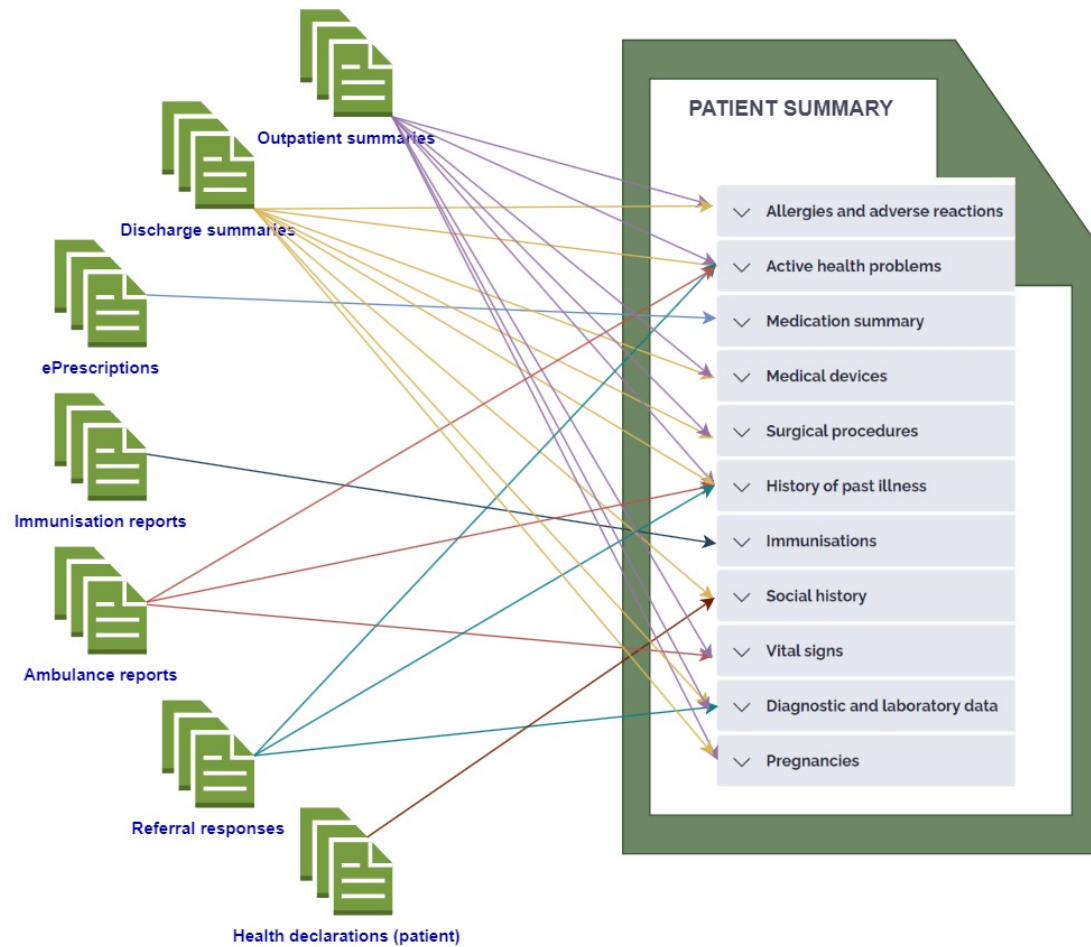 Outpatient summaries
Discharge summaries
ePrescriptions
Immunisation reports
Ambulance reports
Referral responses
Health declarations (patient)
PATIENT SUMMARY
Allergies and adverse reactions
Active health problems
Medication summary
Medical devices
Surgical procedures
History of past illness
Immunisations
Social history
Vital signs
Diagnostic and laboratory data
Pregnancies